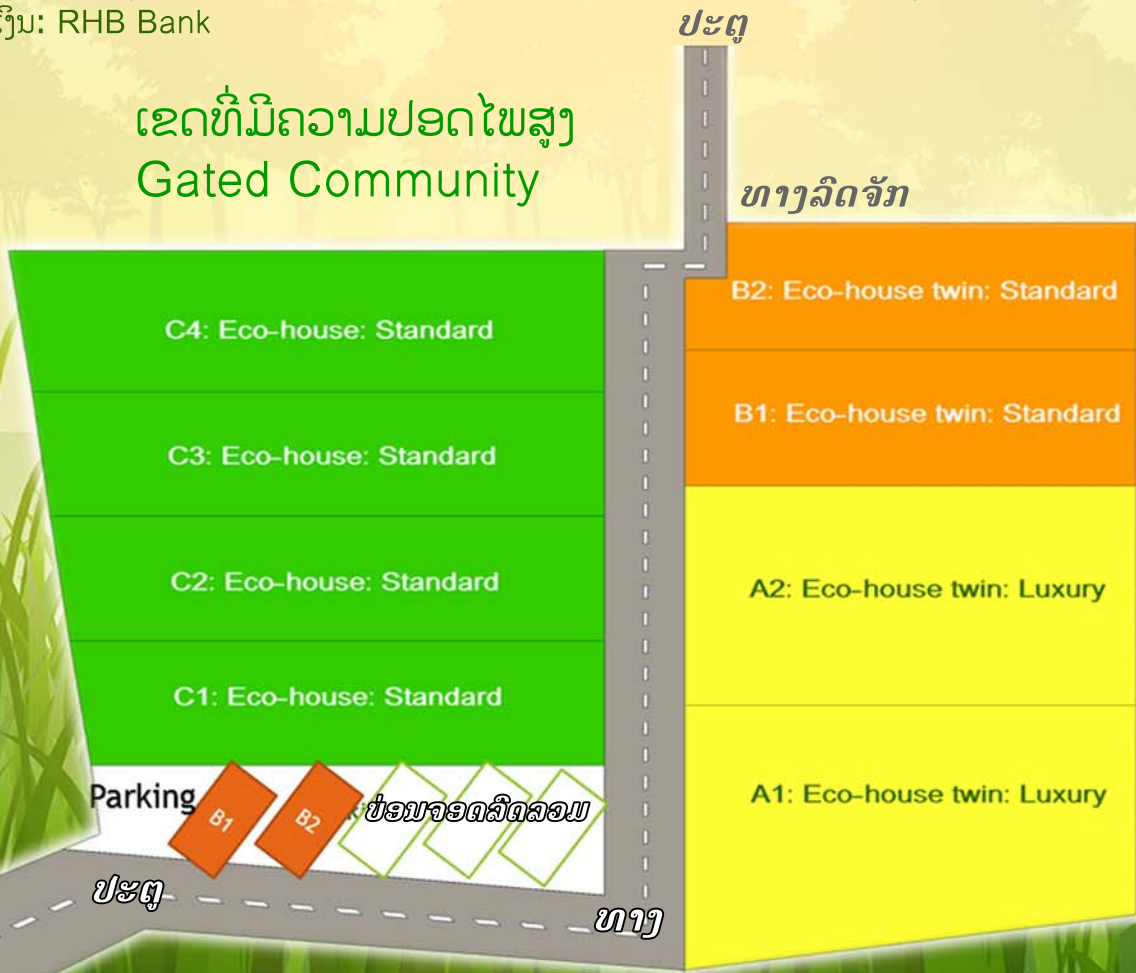 ເງິນ: RHB Bank
ປະຕູ
ເຂດທີ່ມີຄວາມປອດໄພສູງ
Gated Community
ທາງລົດຈັກ
B2: Eco-house twin: Standard
C4: Eco-house: Standard
B1: Eco-house twin: Standard
C3: Eco-house: Standard
C2: Eco-house: Standard
A2: Eco-house twin: Luxury
C1: Eco-house: Standard
Parking
B1
B2
ບ່ອນຈອດລົດລວມ
A1: Eco-house twin: Luxury
ປະຕູ
ທາງ